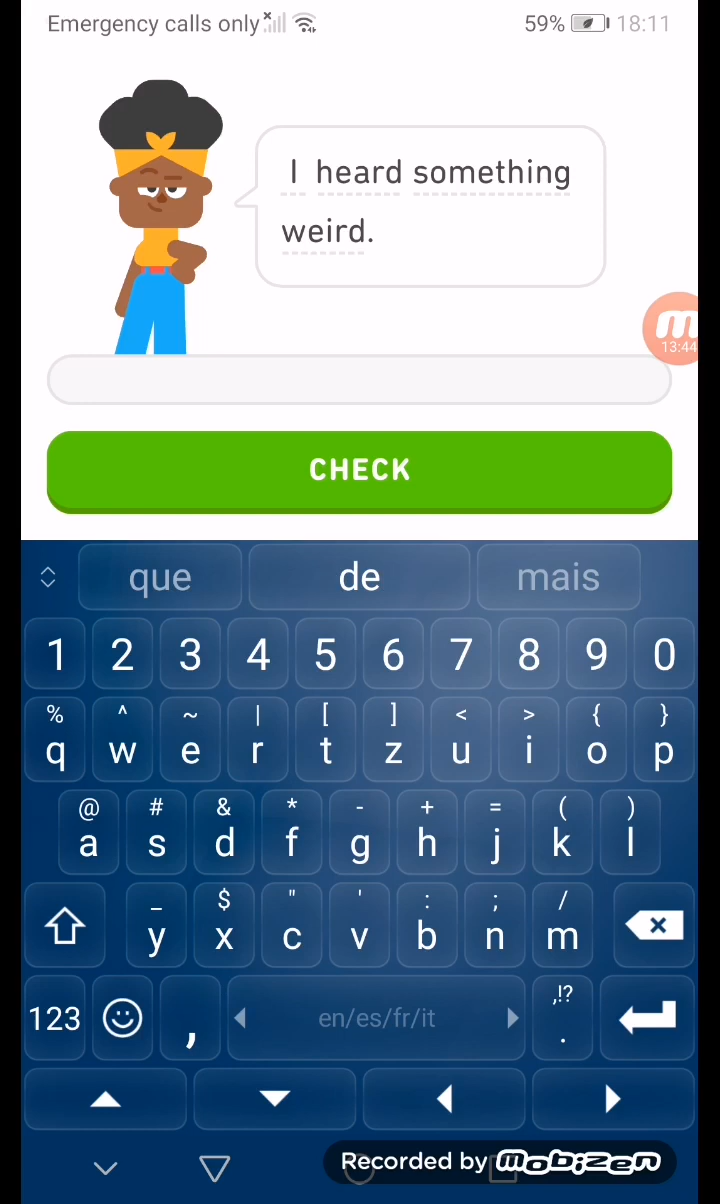 Emergency calls only 59% 18:11
I heard something
weird.
13:44
CHECK
que de mais
1 2 3 4 5 6 7 8 9 0
% ^ ~ | [ ] < > { }
q w e r t z u i o p
@ # & * - + = ( )
a s d f g h j k l
_ $ " ' : ; /
y x c v b n m
,!?
123 , en/es/fr/it .
Recorded by mobizen